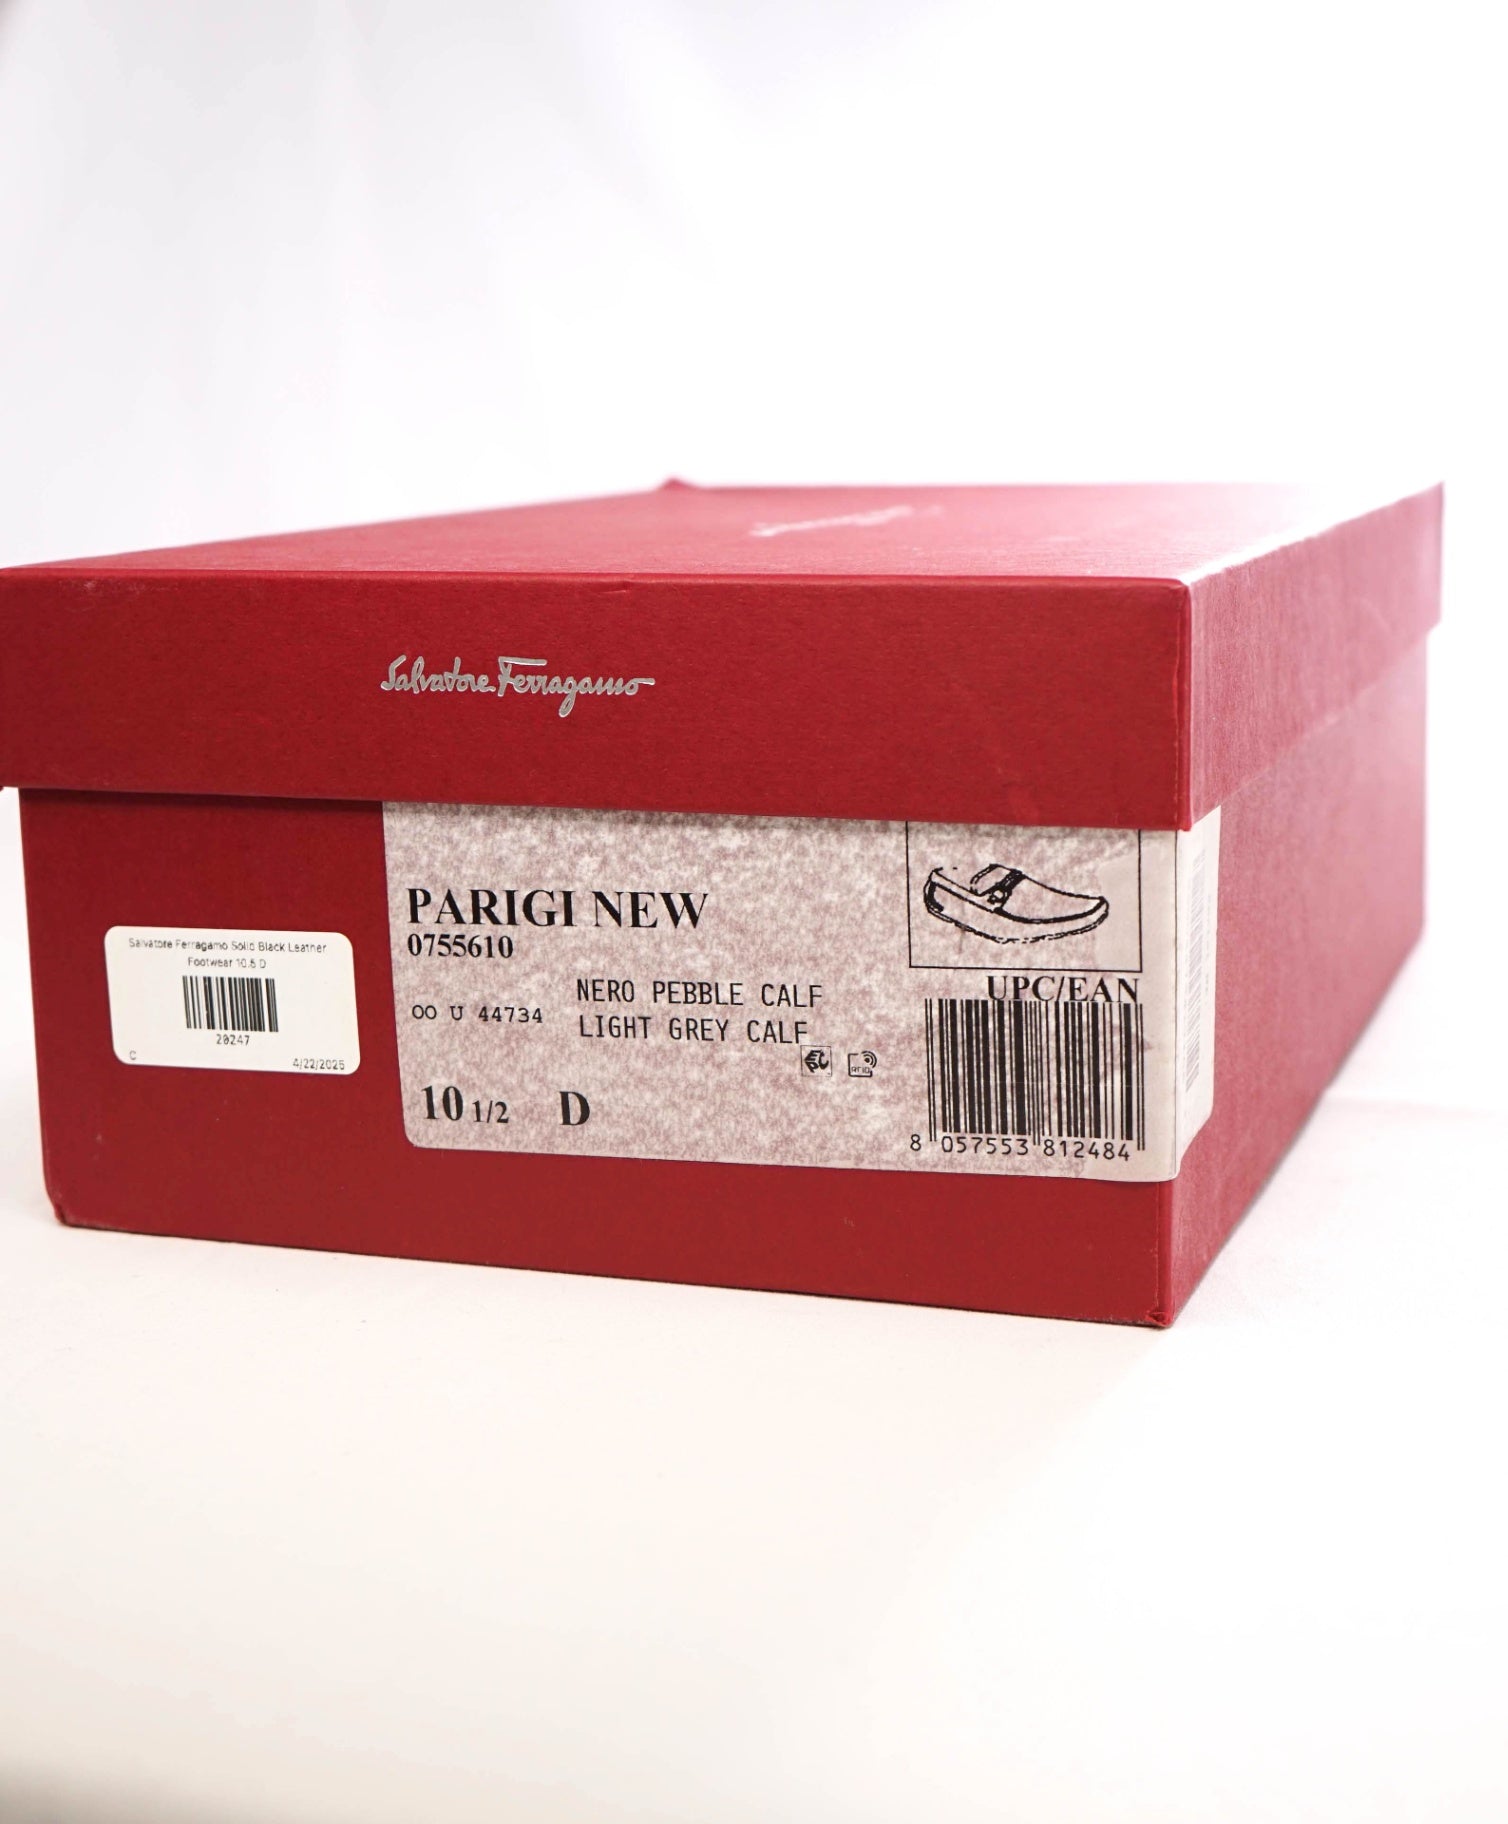 Salvatore Ferragamo
PARIGI NEW
0755610
NERO PEBBLE CALF
OO U 44734
LIGHT GREY CALF
RFID
10 1/2 D
UPC/EAN
8 057553 812484
Salvatore Ferragamo Solid Black Leather
Footwear 10.5 D
20247
C 4/22/2025